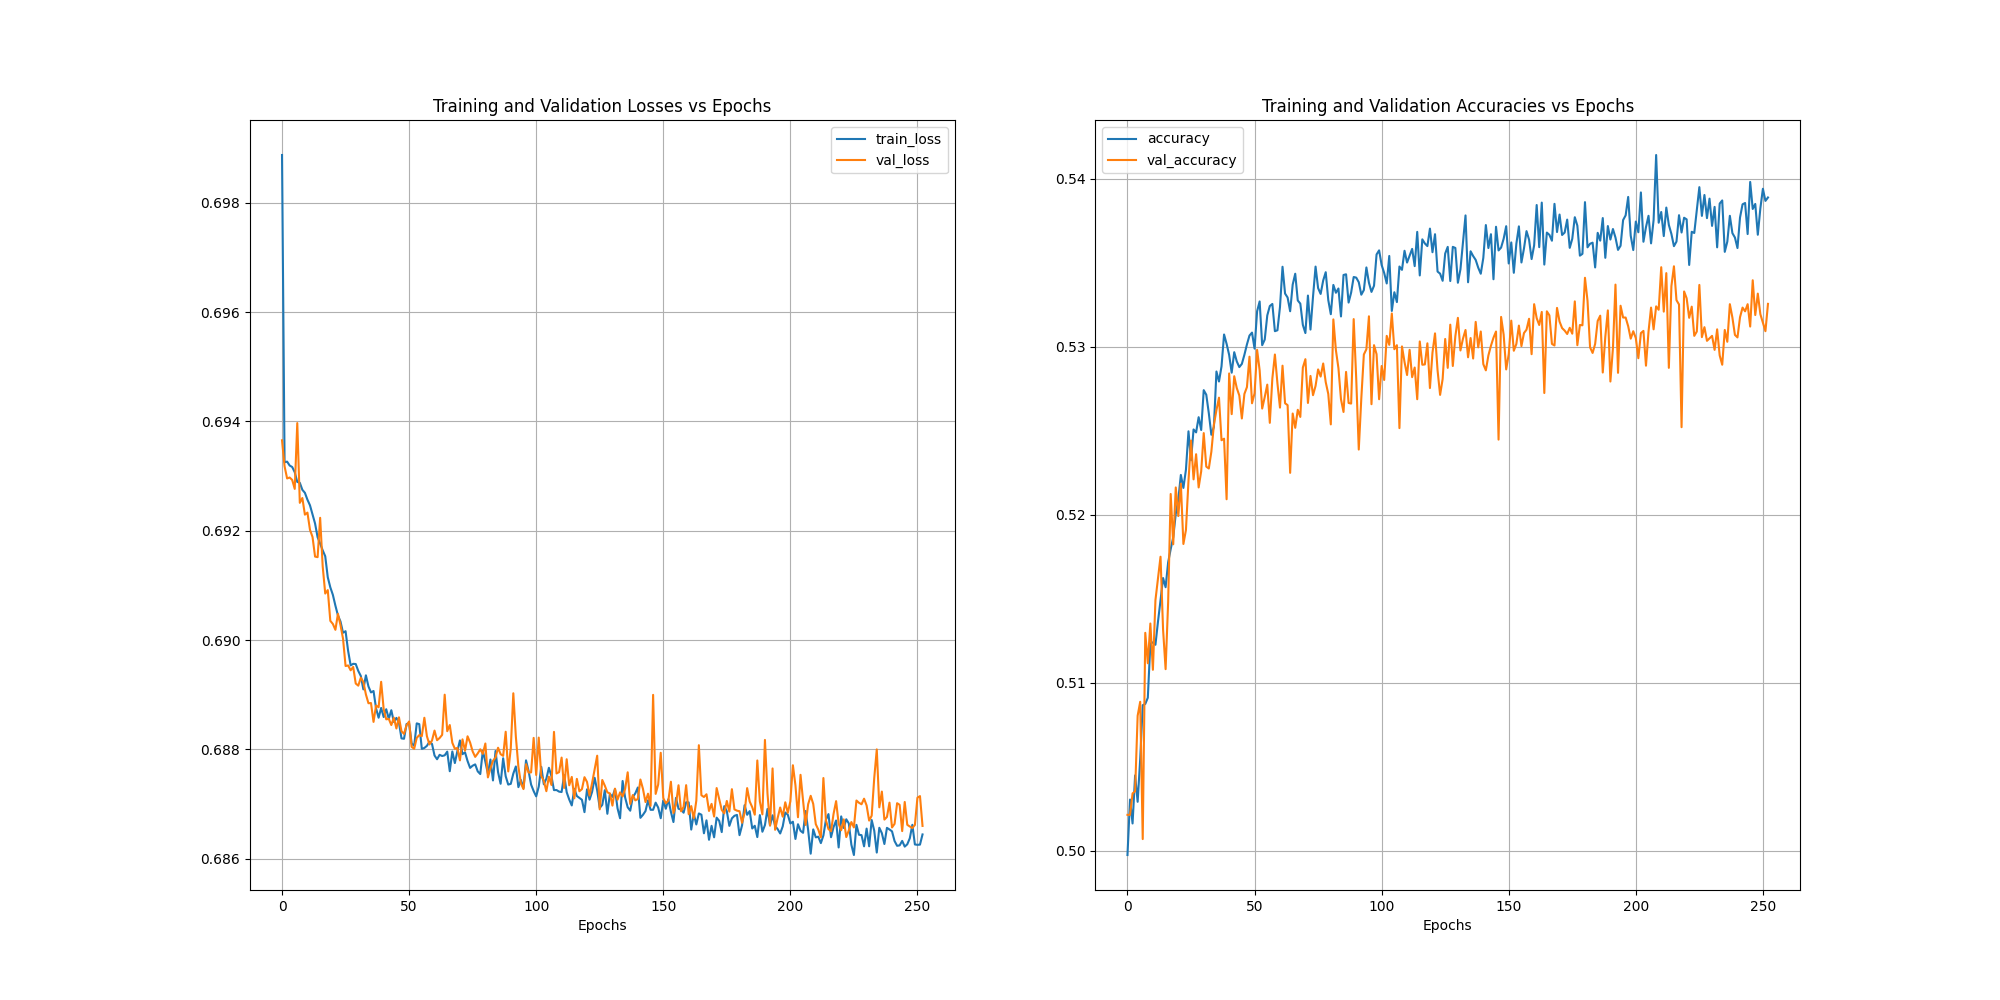 Training and Validation Losses vs Epochs
train_loss
val_loss
0.698
0.696
0.694
0.692
0.690
0.688
0.686
0 50 100 150 200 250
Epochs
Training and Validation Accuracies vs Epochs
accuracy
val_accuracy
0.54
0.53
0.52
0.51
0.50
0 50 100 150 200 250
Epochs